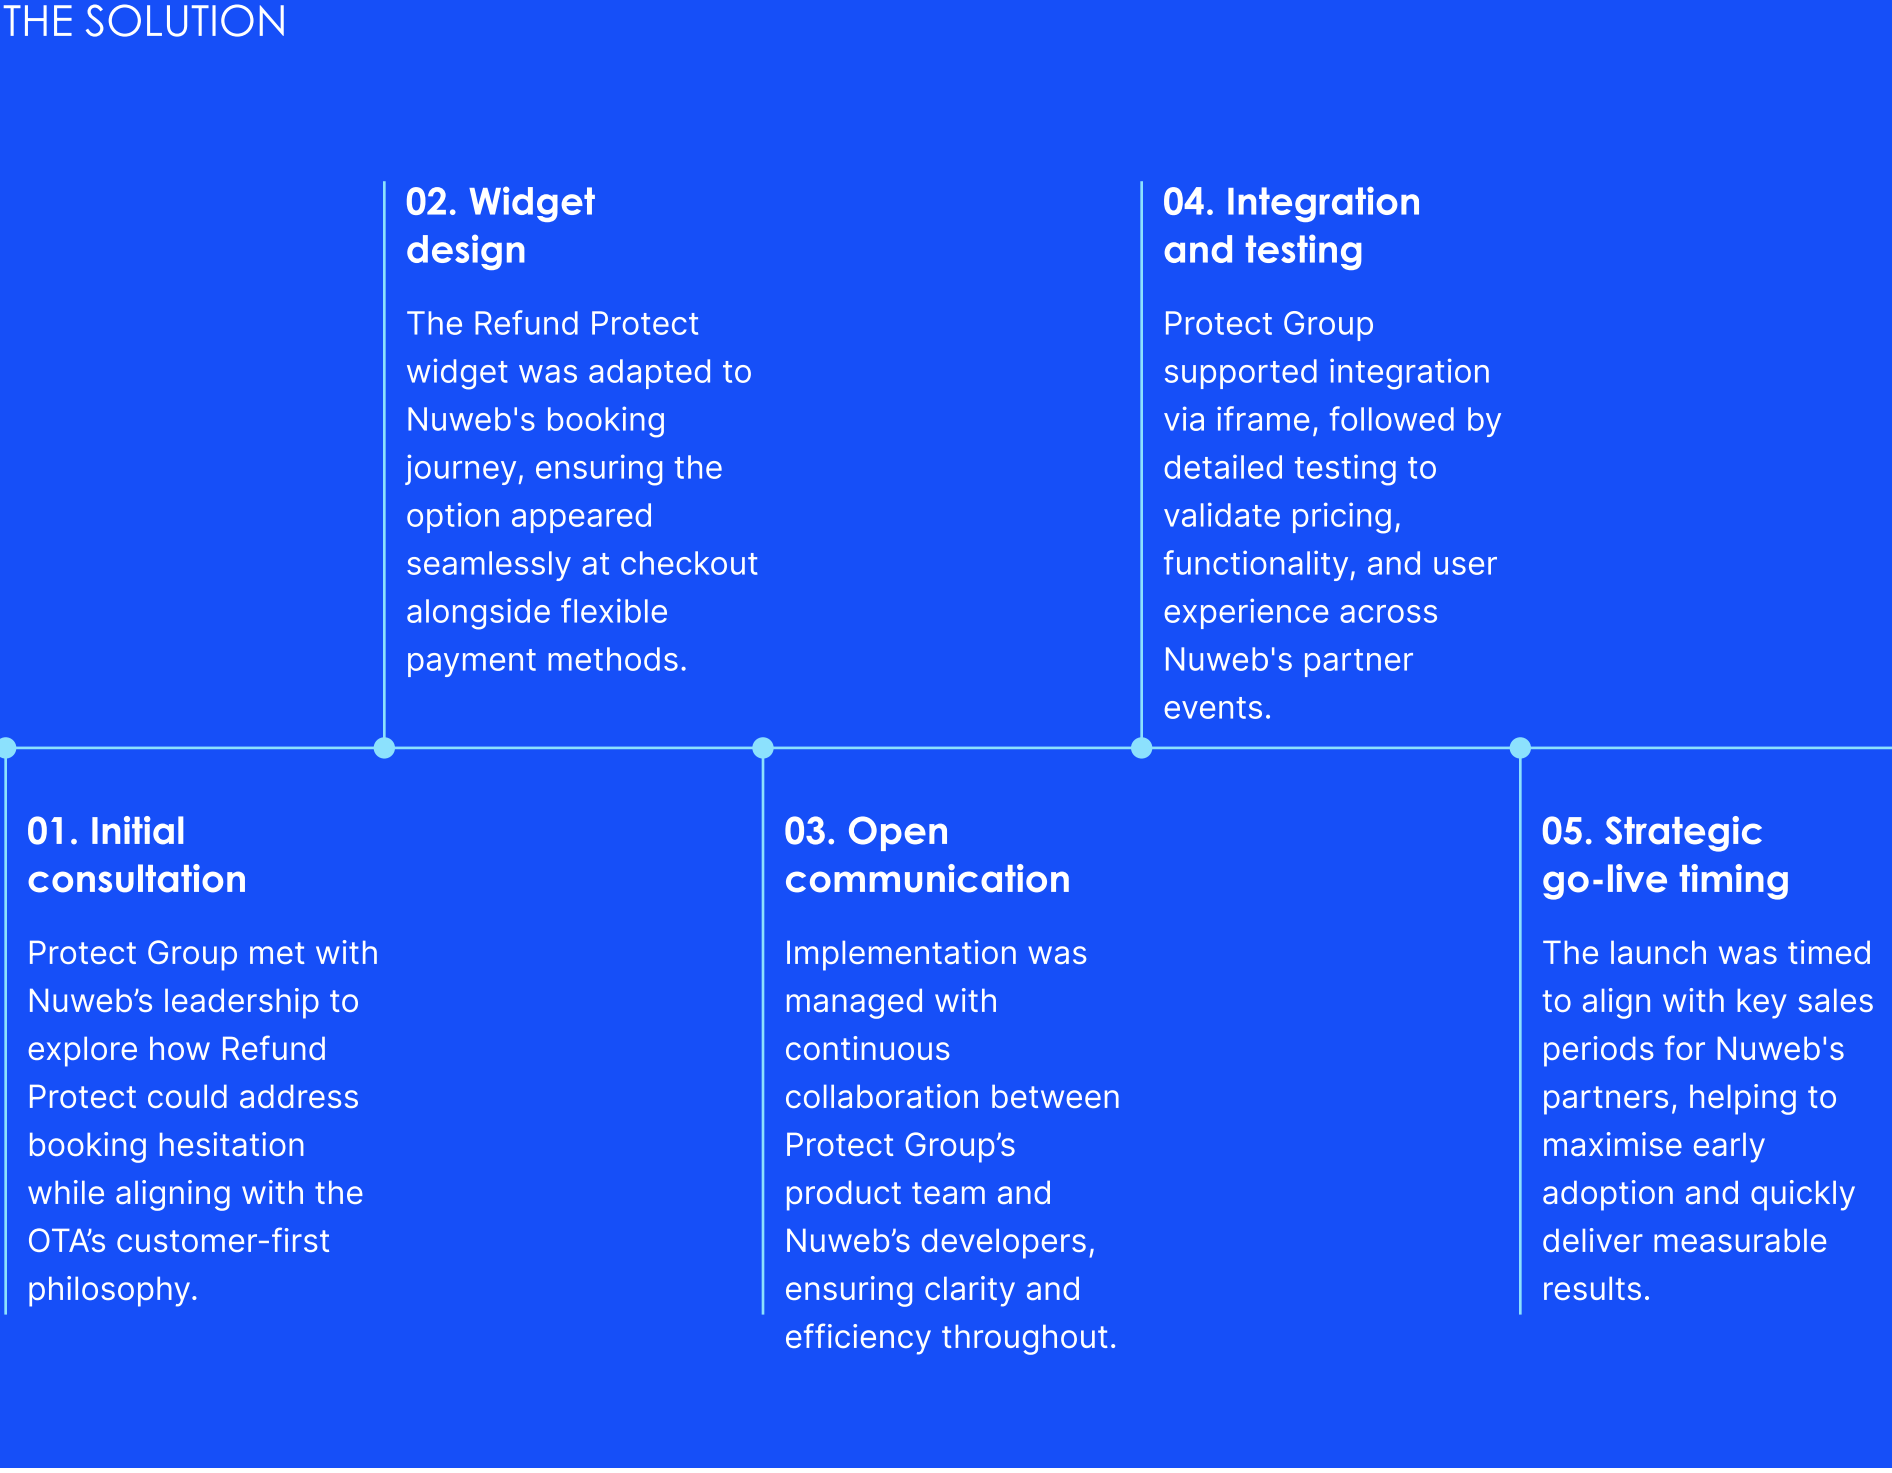 THE SOLUTION
01. Initial
consultation
Protect Group met with
Nuweb’s leadership to
explore how Refund
Protect could address
booking hesitation
while aligning with the
OTA’s customer-first
philosophy.
02. Widget
design
The Refund Protect
widget was adapted to
Nuweb's booking
journey, ensuring the
option appeared
seamlessly at checkout
alongside flexible
payment methods.
03. Open
communication
Implementation was
managed with
continuous
collaboration between
Protect Group’s
product team and
Nuweb’s developers,
ensuring clarity and
efficiency throughout.
04. Integration
and testing
Protect Group
supported integration
via iframe, followed by
detailed testing to
validate pricing,
functionality, and user
experience across
Nuweb's partner
events.
05. Strategic
go-live timing
The launch was timed
to align with key sales
periods for Nuweb's
partners, helping to
maximise early
adoption and quickly
deliver measurable
results.